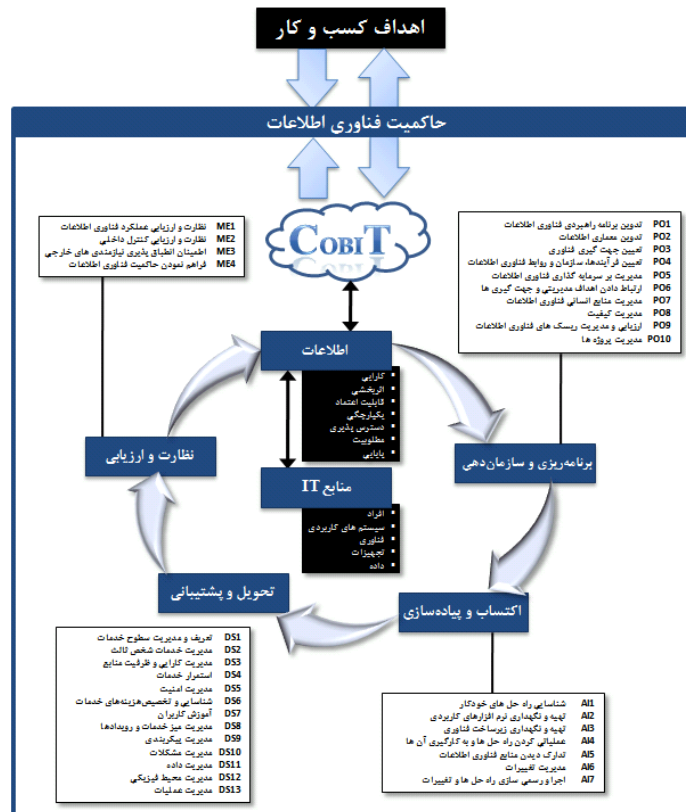 اهداف کسب و کار
حاکمیت فناوری اطلاعات
COBIT
PO1 تدوین برنامه راهبردی فناوری اطلاعات
PO2 تدوین معماری اطلاعات
PO3 تعیین جهت گیری فناوری
PO4 تعیین فرآیندها، سازمان و روابط فناوری اطلاعات
PO5 مدیریت بر سرمایه گذاری فناوری اطلاعات
PO6 ارتباط دادن اهداف مدیریتی و جهت گیری ها
PO7 مدیریت منابع انسانی فناوری اطلاعات
PO8 مدیریت کیفیت
PO9 ارزیابی و مدیریت ریسک های فناوری اطلاعات
PO10 مدیریت پروژه ها
ME1 نظارت و ارزیابی عملکرد فناوری اطلاعات
ME2 نظارت و ارزیابی کنترل داخلی
ME3 اطمینان انطباق پذیری نیازمندی های خارجی
ME4 فراهم نمودن حاکمیت فناوری اطلاعات
اطلاعات
▪ کارایی
▪ اثربخشی
▪ قابلیت اعتماد
▪ یکپارچگی
▪ دسترس پذیری
▪ مطلوبیت
▪ پایایی
برنامه‌ریزی و سازمان‌دهی
نظارت و ارزیابی
منابع IT
▪ افراد
▪ سیستم های کاربردی
▪ فناوری
▪ تجهیزات
▪ داده
تحویل و پشتیبانی
اکتساب و پیاده‌سازی
AI1 شناسایی راه حل های خودکار
AI2 تهیه و نگهداری نرم افزارهای کاربردی
AI3 تهیه و نگهداری زیرساخت فناوری
AI4 عملیاتی کردن راه حل ها و به کارگیری آن ها
AI5 تدارک دیدن منابع فناوری اطلاعات
AI6 مدیریت تغییرات
AI7 اجرا و رسمی سازی راه حل ها و تغییرات
DS1 تعریف و مدیریت سطوح خدمات
DS2 مدیریت خدمات شخص ثالث
DS3 مدیریت کارایی و ظرفیت منابع
DS4 استمرار خدمات
DS5 مدیریت امنیت
DS6 شناسایی و تخصیص‌هزینه‌های خدمات
DS7 آموزش کاربران
DS8 مدیریت میز خدمات و رویدادها
DS9 مدیریت پیکربندی
DS10 مدیریت مشکلات
DS11 مدیریت داده
DS12 مدیریت محیط فیزیکی
DS13 مدیریت عملیات